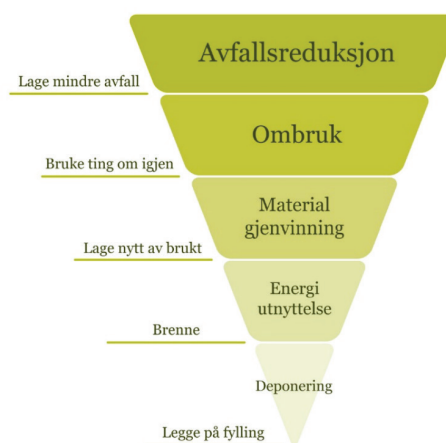 Avfallsreduksjon
Lage mindre avfall
Ombruk
Bruke ting om igjen
Material
gjenvinning
Lage nytt av brukt
Energi
utnyttelse
Brenne
Deponering
Legge på fylling